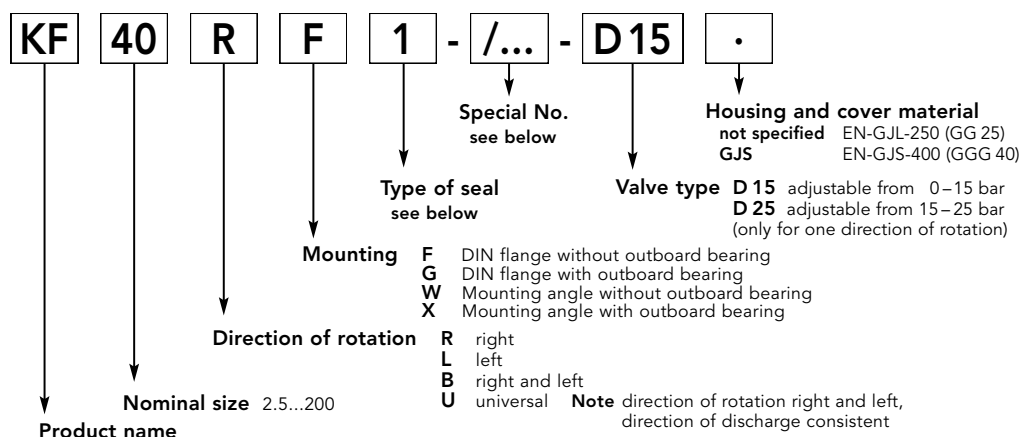 KF 40 R F 1 - /... - D15 ·
Special No.
see below
Housing and cover material
not specified EN-GJL-250 (GG 25)
GJS EN-GJS-400 (GGG 40)
Type of seal
see below
Valve type D 15 adjustable from 0–15 bar
D 25 adjustable from 15–25 bar
(only for one direction of rotation)
Mounting F DIN flange without outboard bearing
G DIN flange with outboard bearing
W Mounting angle without outboard bearing
X Mounting angle with outboard bearing
Direction of rotation R right
L left
B right and left
U universal Note direction of rotation right and left,
direction of discharge consistent
Nominal size 2.5...200
Product name